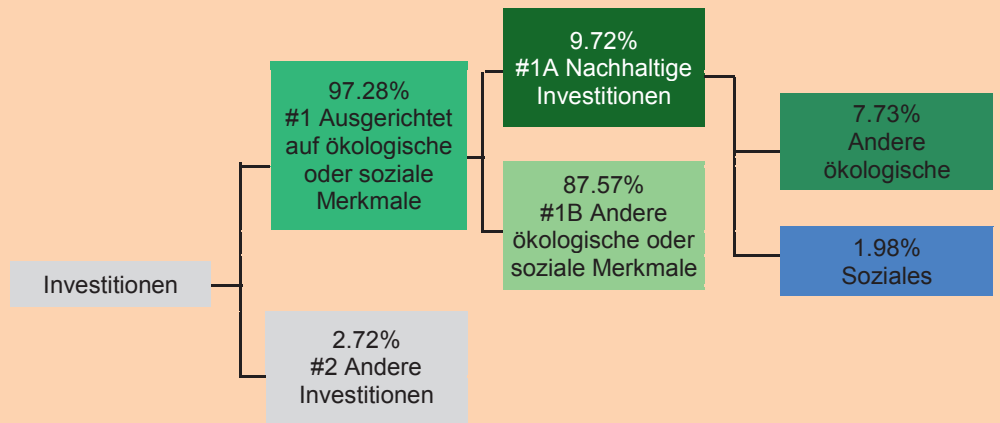 Investitionen
97.28%
#1 Ausgerichtet
auf ökologische
oder soziale
Merkmale
2.72%
#2 Andere
Investitionen
9.72%
#1A Nachhaltige
Investitionen
87.57%
#1B Andere
ökologische oder
soziale Merkmale
7.73%
Andere
ökologische
1.98%
Soziales